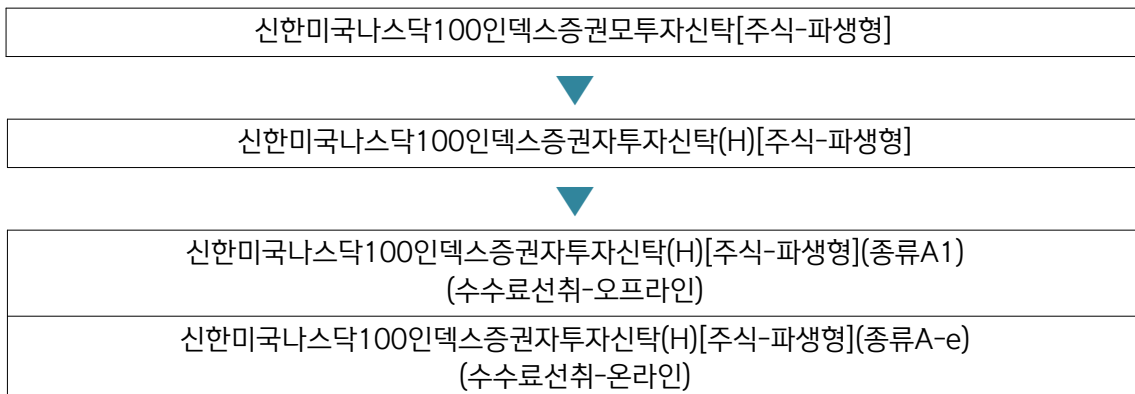 신한미국나스닥100인덱스증권모투자신탁[주식-파생형]
신한미국나스닥100인덱스증권자투자신탁(H)[주식-파생형]
신한미국나스닥100인덱스증권자투자신탁(H)[주식-파생형](종류A1)
(수수료선취-오프라인)
신한미국나스닥100인덱스증권자투자신탁(H)[주식-파생형](종류A-e)
(수수료선취-온라인)